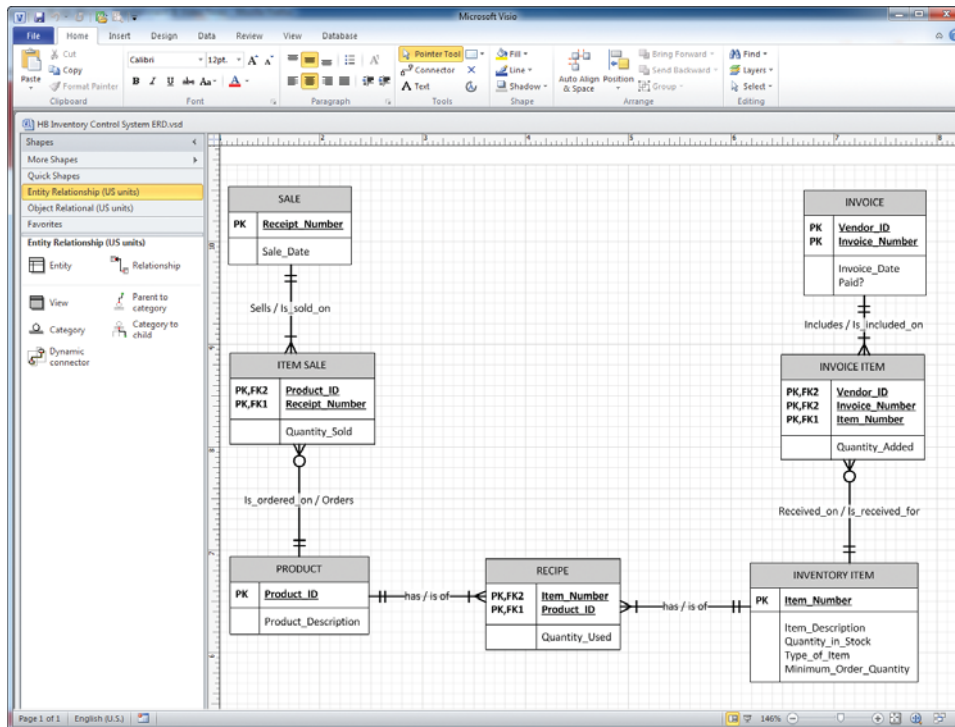 Microsoft Visio
File Home Insert Design Data Review View Database
Paste
Cut
Copy
Format Painter
Clipboard
Calibri 12pt.
B I U abc Aa A
Font
Paragraph
Pointer Tool
Connector
A Text
Tools
Fill
Line
Shadow
Shape
Auto Align
& Space
Position
Bring Forward
Send Backward
Group
Arrange
Find
Layers
Select
Editing
HB Inventory Control System ERD.vsd
Shapes
More Shapes
Quick Shapes
Entity Relationship (US units)
Object Relational (US units)
Favorites
Entity Relationship (US units)
Entity
Relationship
View
Parent to
category
Category
Category to
child
Dynamic
connector
SALE
PK Receipt_Number
Sale_Date
Sells / Is_sold_on
ITEM SALE
PK,FK2 Product_ID
PK,FK1 Receipt_Number
Quantity_Sold
Is_ordered_on / Orders
PRODUCT
PK Product_ID
Product_Description
has / is of
RECIPE
PK,FK2 Item_Number
PK,FK1 Product_ID
Quantity_Used
has / is of
INVOICE
PK Vendor_ID
PK Invoice_Number
Invoice_Date
Paid?
Includes / Is_included_on
INVOICE ITEM
PK,FK2 Vendor_ID
PK,FK2 Invoice_Number
PK,FK1 Item_Number
Quantity_Added
Received_on / Is_received_for
INVENTORY ITEM
PK Item_Number
Item_Description
Quantity_in_Stock
Type_of_Item
Minimum_Order_Quantity
Page 1 of 1 English (U.S.)
146%